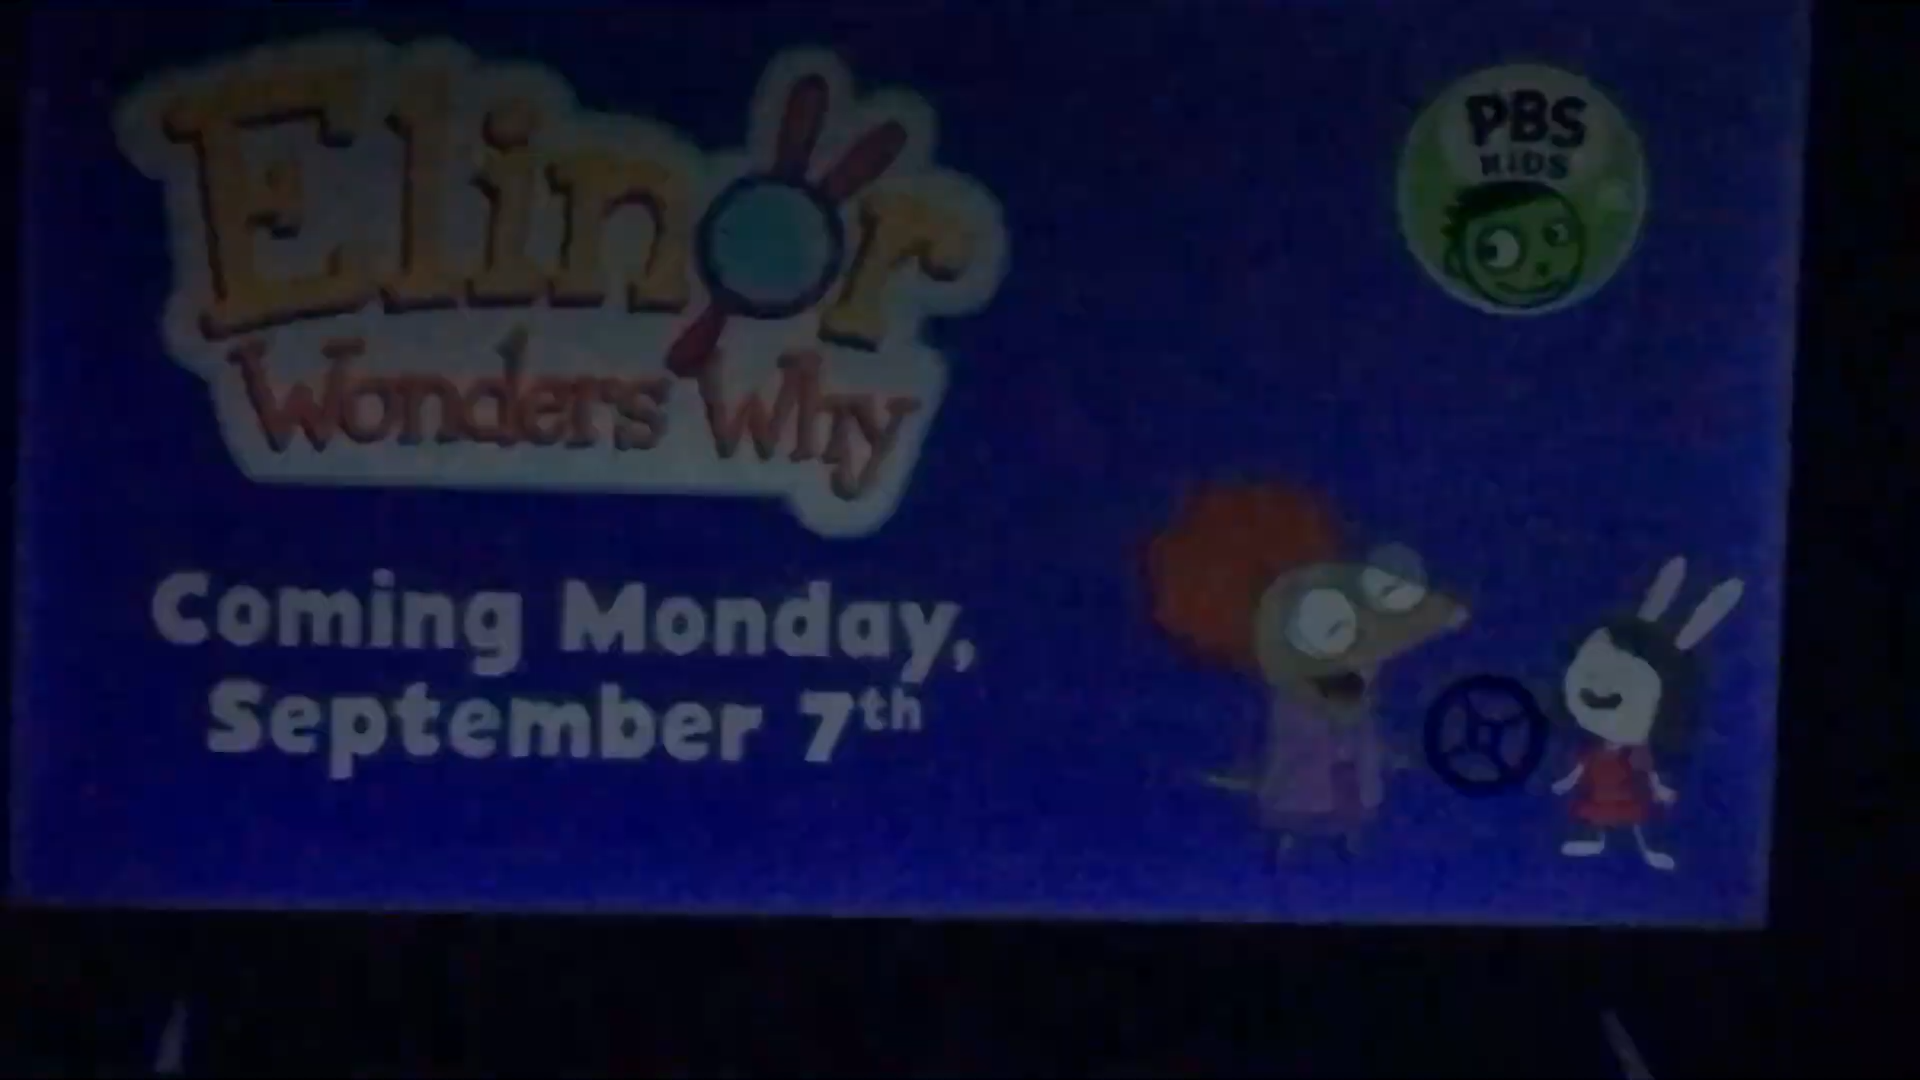 Elinor
Wonders Why
PBS
KIDS
Coming Monday,
September 7th